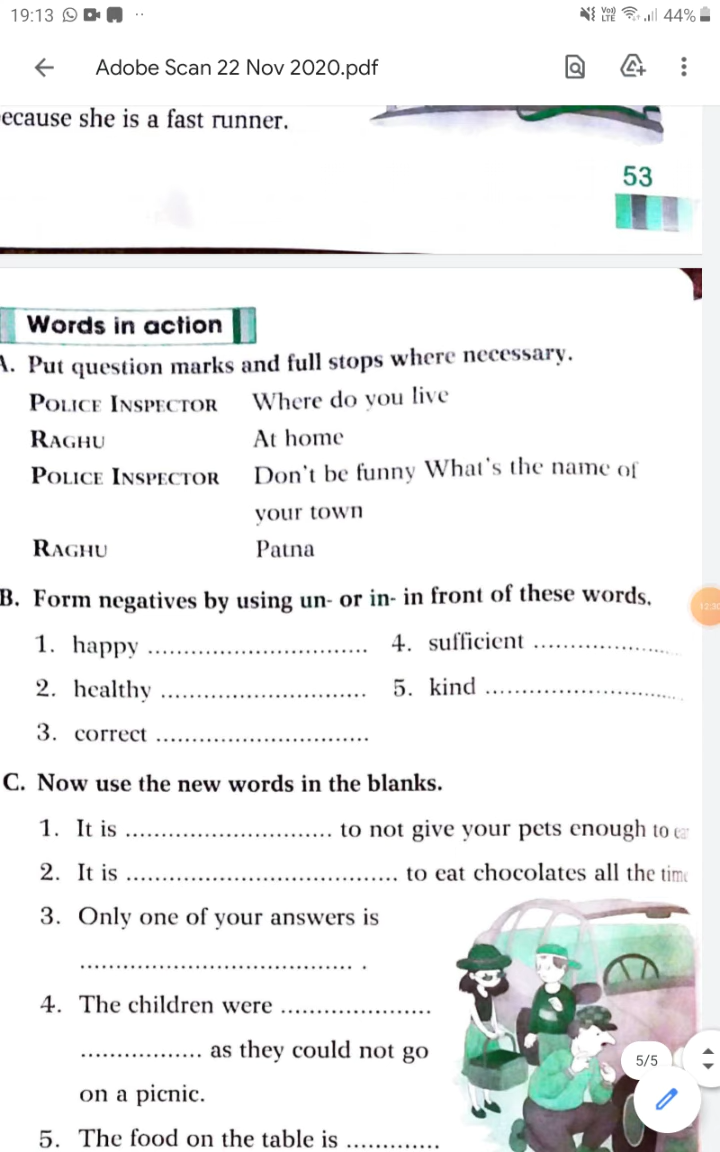 19:13
Vo)) LTE 44%
Adobe Scan 22 Nov 2020.pdf
ecause she is a fast runner.
53
Words in action
A. Put question marks and full stops where necessary.
POLICE INSPECTOR Where do you live
RAGHU At home
POLICE INSPECTOR Don't be funny What's the name of
your town
RAGHU Patna
B. Form negatives by using un- or in- in front of these words.
1. happy ............................... 4. sufficient .....................
2. healthy ............................. 5. kind ............................
3. correct ..............................
C. Now use the new words in the blanks.
1. It is ............................. to not give your pets enough to
2. It is ...................................... to eat chocolates all the time
3. Only one of your answers is
...................................... .
4. The children were .....................
................. as they could not go
on a picnic.
5. The food on the table is .............
5/5
12:30